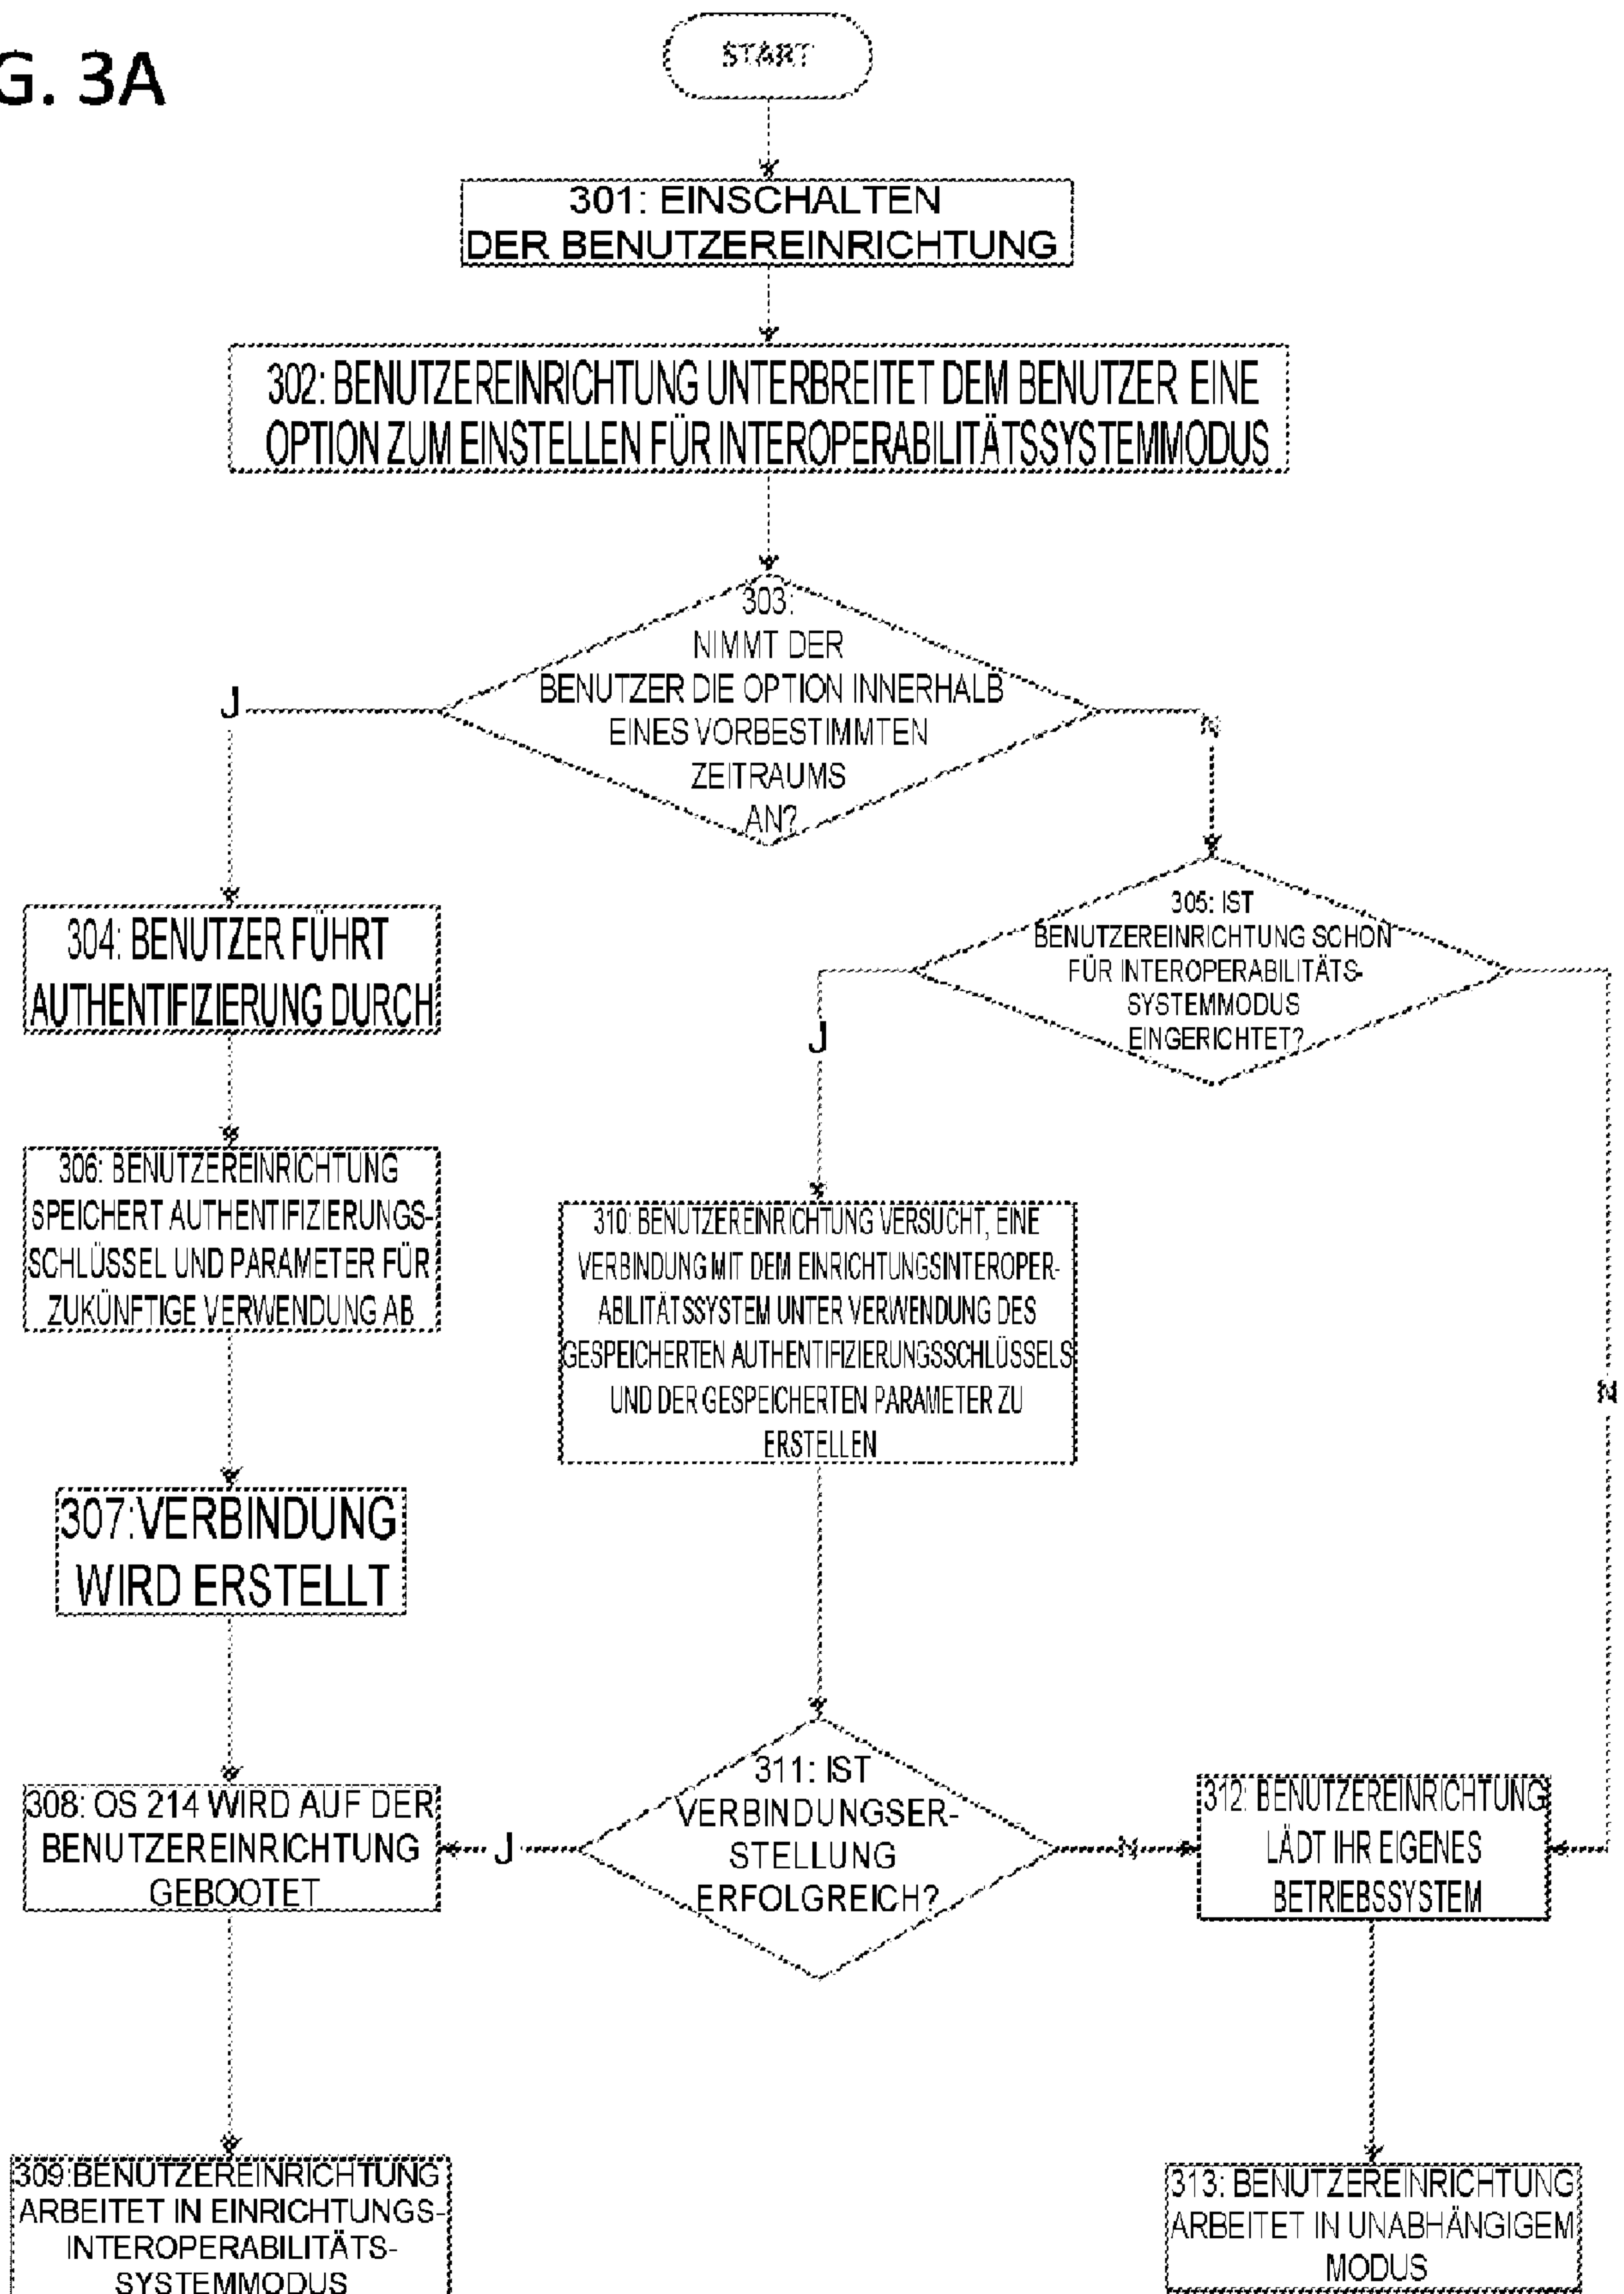 G. 3A
START
301: EINSCHALTEN
DER BENUTZEREINRICHTUNG
302: BENUTZEREINRICHTUNG UNTERBREITET DEM BENUTZER EINE
OPTION ZUM EINSTELLEN FÜR INTEROPERABILITÄTSSYSTEMMODUS
303:
NIMMT DER
BENUTZER DIE OPTION INNERHALB
EINES VORBESTIMMTEN
ZEITRAUMS
AN?
J
N
304: BENUTZER FÜHRT
AUTHENTIFIZIERUNG DURCH
305: IST
BENUTZEREINRICHTUNG SCHON
FÜR INTEROPERABILITÄTS-
SYSTEMMODUS
EINGERICHTET?
J
N
306: BENUTZEREINRICHTUNG
SPEICHERT AUTHENTIFIZIERUNGS-
SCHLÜSSEL UND PARAMETER FÜR
ZUKÜNFTIGE VERWENDUNG AB
310: BENUTZEREINRICHTUNG VERSUCHT, EINE
VERBINDUNG MIT DEM EINRICHTUNGSINTEROPER-
ABILITÄTSSYSTEM UNTER VERWENDUNG DES
GESPEICHERTEN AUTHENTIFIZIERUNGSSCHLÜSSELS
UND DER GESPEICHERTEN PARAMETER ZU
ERSTELLEN
307:VERBINDUNG
WIRD ERSTELLT
308: OS 214 WIRD AUF DER
BENUTZEREINRICHTUNG
GEBOOTET
J
311: IST
VERBINDUNGSER-
STELLUNG
ERFOLGREICH?
N
312: BENUTZEREINRICHTUNG
LÄDT IHR EIGENES
BETRIEBSSYSTEM
309:BENUTZEREINRICHTUNG
ARBEITET IN EINRICHTUNGS-
INTEROPERABILITÄTS-
SYSTEMMODUS
313: BENUTZEREINRICHTUNG
ARBEITET IN UNABHÄNGIGEM
MODUS